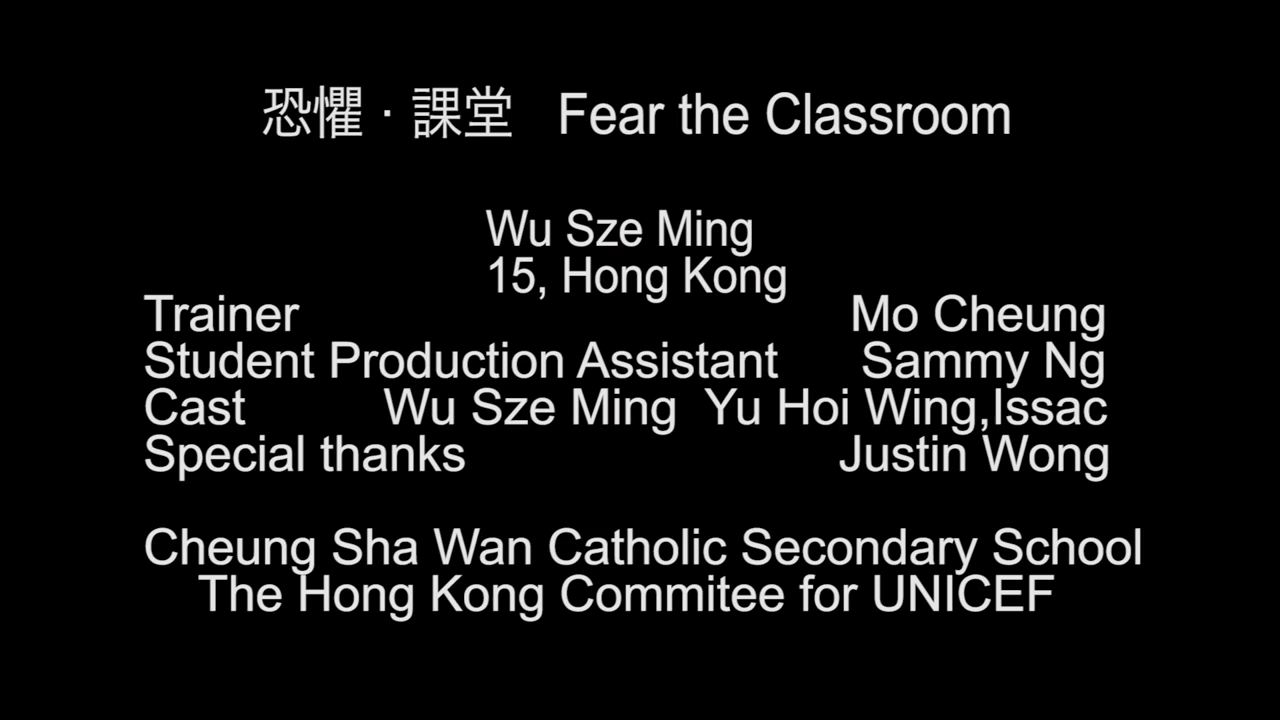 恐懼 · 課堂 Fear the Classroom
Wu Sze Ming
15, Hong Kong
Trainer Mo Cheung
Student Production Assistant Sammy Ng
Cast Wu Sze Ming Yu Hoi Wing,Issac
Special thanks Justin Wong
Cheung Sha Wan Catholic Secondary School
The Hong Kong Commitee for UNICEF